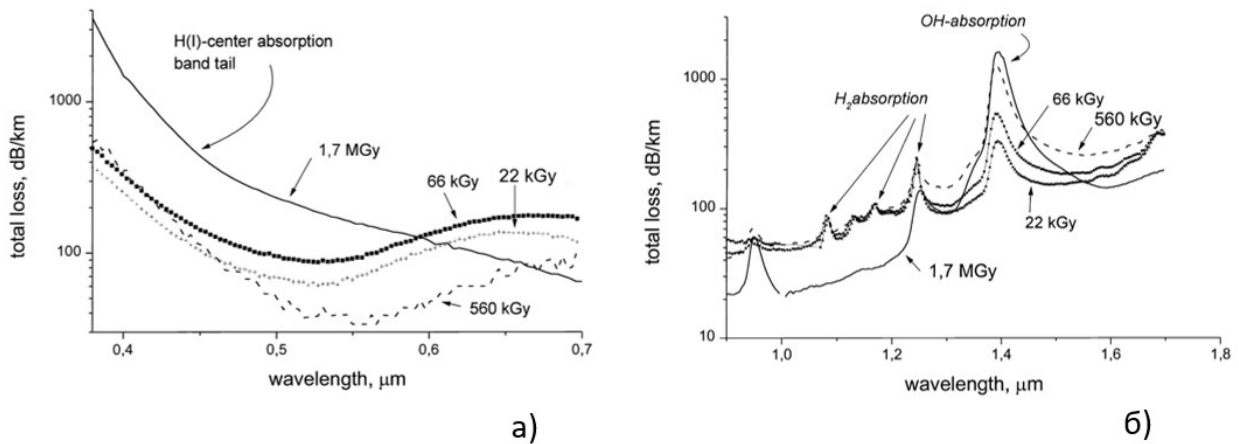 H(I)-center absorption
band tail
1,7 MGy
66 kGy
22 kGy
560 kGy
1000
100
0,4
0,5
0,6
0,7
total loss, dB/km
wavelength, μm
а)
OH-absorption
H₂absorption
66 kGy
560 kGy
22 kGy
1,7 MGy
1000
100
10
1,0
1,2
1,4
1,6
1,8
total loss, dB/km
wavelength, μm
б)